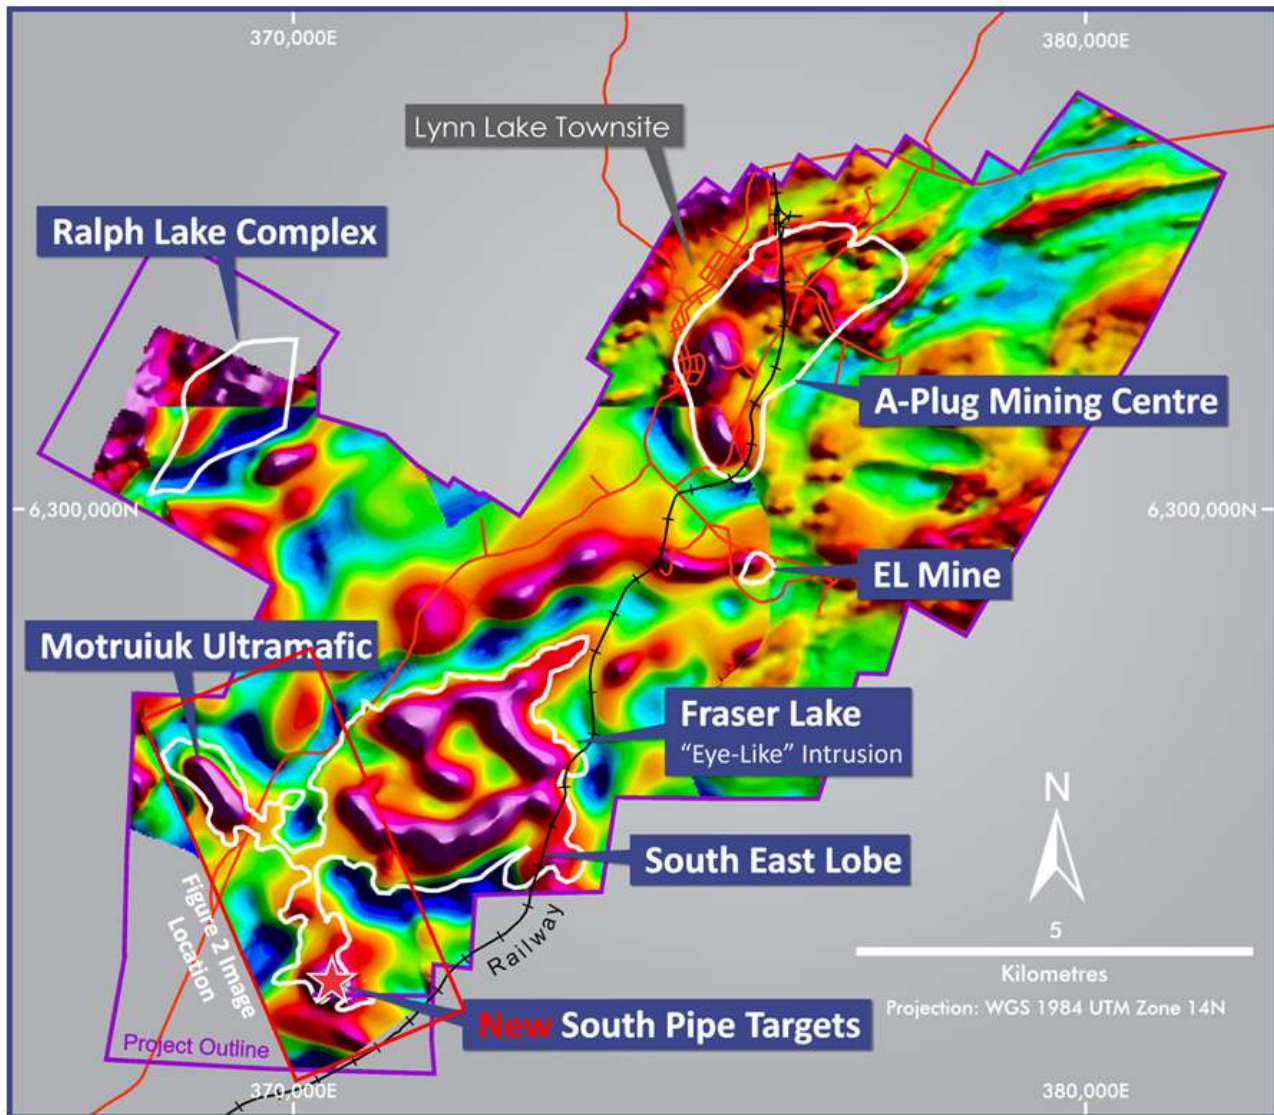 370,000E
380,000E
Lynn Lake Townsite
Ralph Lake Complex
A-Plug Mining Centre
6,300,000N
6,300,000N
EL Mine
Motruiuk Ultramafic
Fraser Lake
“Eye-Like” Intrusion
N
South East Lobe
Figure 2 Image
Location
Railway
5
Kilometres
Projection: WGS 1984 UTM Zone 14N
New South Pipe Targets
Project Outline
370,000E
380,000E